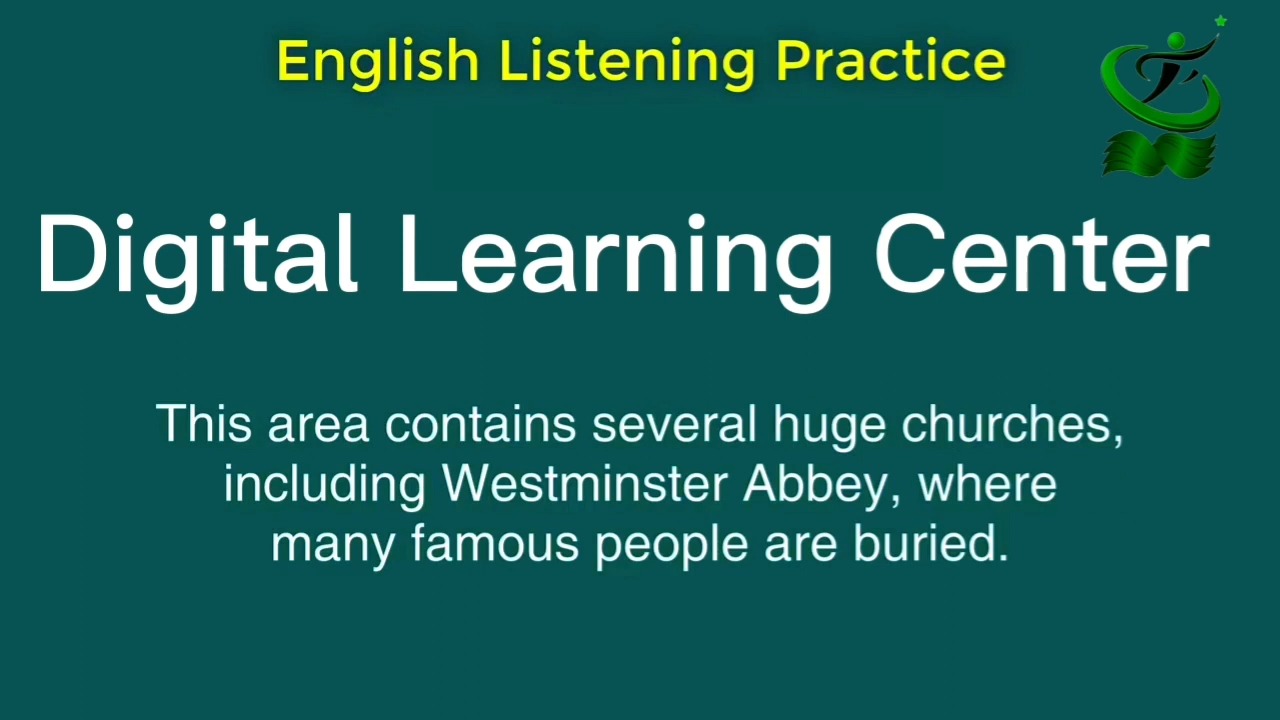 English Listening Practice
Digital Learning Center
This area contains several huge churches,
including Westminster Abbey, where
many famous people are buried.